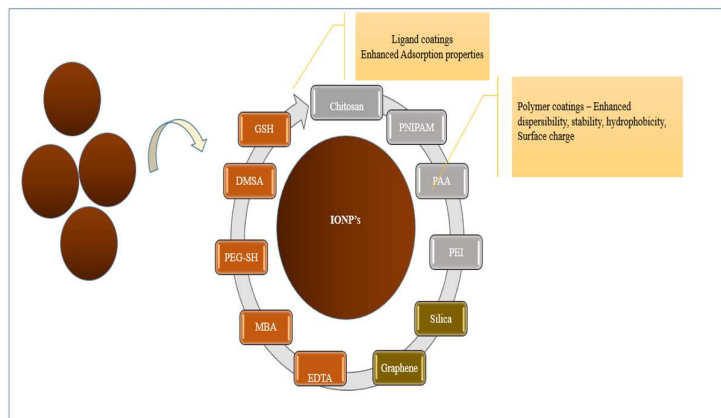 Ligand coatings
Enhanced Adsorption properties
Polymer coatings – Enhanced
dispersibility, stability, hydrophobicity,
Surface charge
Chitosan
PNIPAM
PAA
PEI
Silica
Graphene
EDTA
MBA
PEG-SH
DMSA
GSH
IONP's